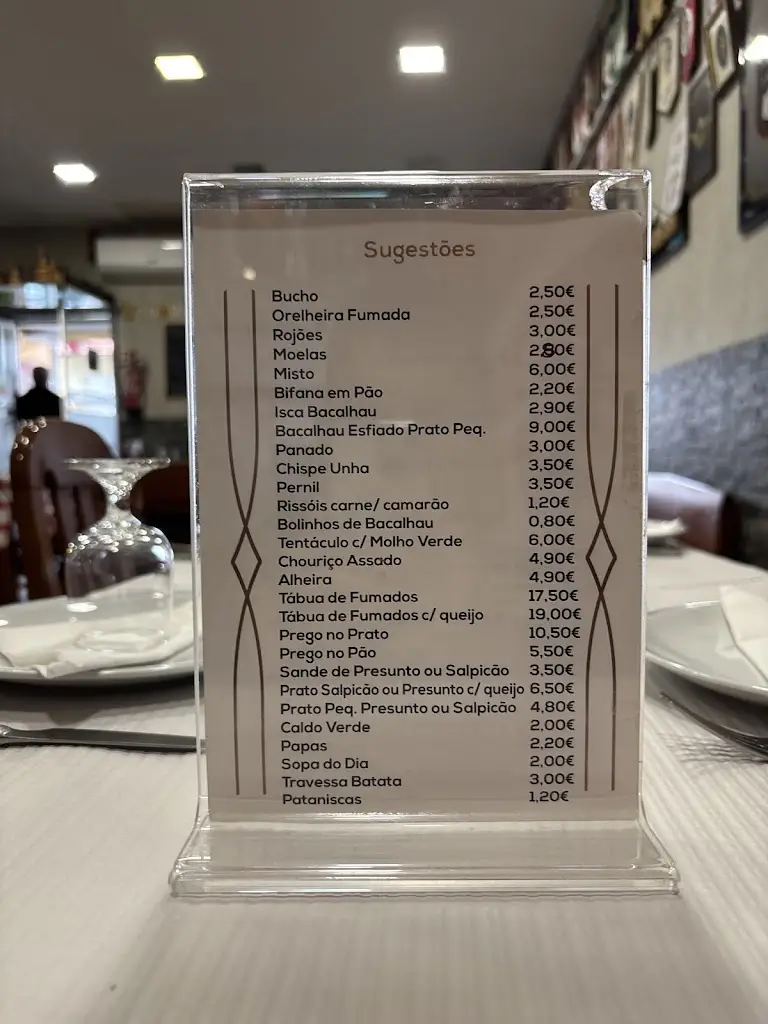 Sugestões
Bucho 2,50€
Orelheira Fumada 2,50€
Rojões 3,00€
Moelas 2,80€
Misto 6,00€
Bifana em Pão 2,20€
Isca Bacalhau 2,90€
Bacalhau Esfiado Prato Peq. 9,00€
Panado 3,00€
Chispe Unha 3,50€
Pernil 3,50€
Rissóis carne/ camarão 1,20€
Bolinhos de Bacalhau 0,80€
Tentáculo c/ Molho Verde 6,00€
Chouriço Assado 4,90€
Alheira 4,90€
Tábua de Fumados 17,50€
Tábua de Fumados c/ queijo 19,00€
Prego no Prato 10,50€
Prego no Pão 5,50€
Sande de Presunto ou Salpicão 3,50€
Prato Salpicão ou Presunto c/ queijo 6,50€
Prato Peq. Presunto ou Salpicão 4,80€
Caldo Verde 2,00€
Papas 2,20€
Sopa do Dia 2,00€
Travessa Batata 3,00€
Pataniscas 1,20€